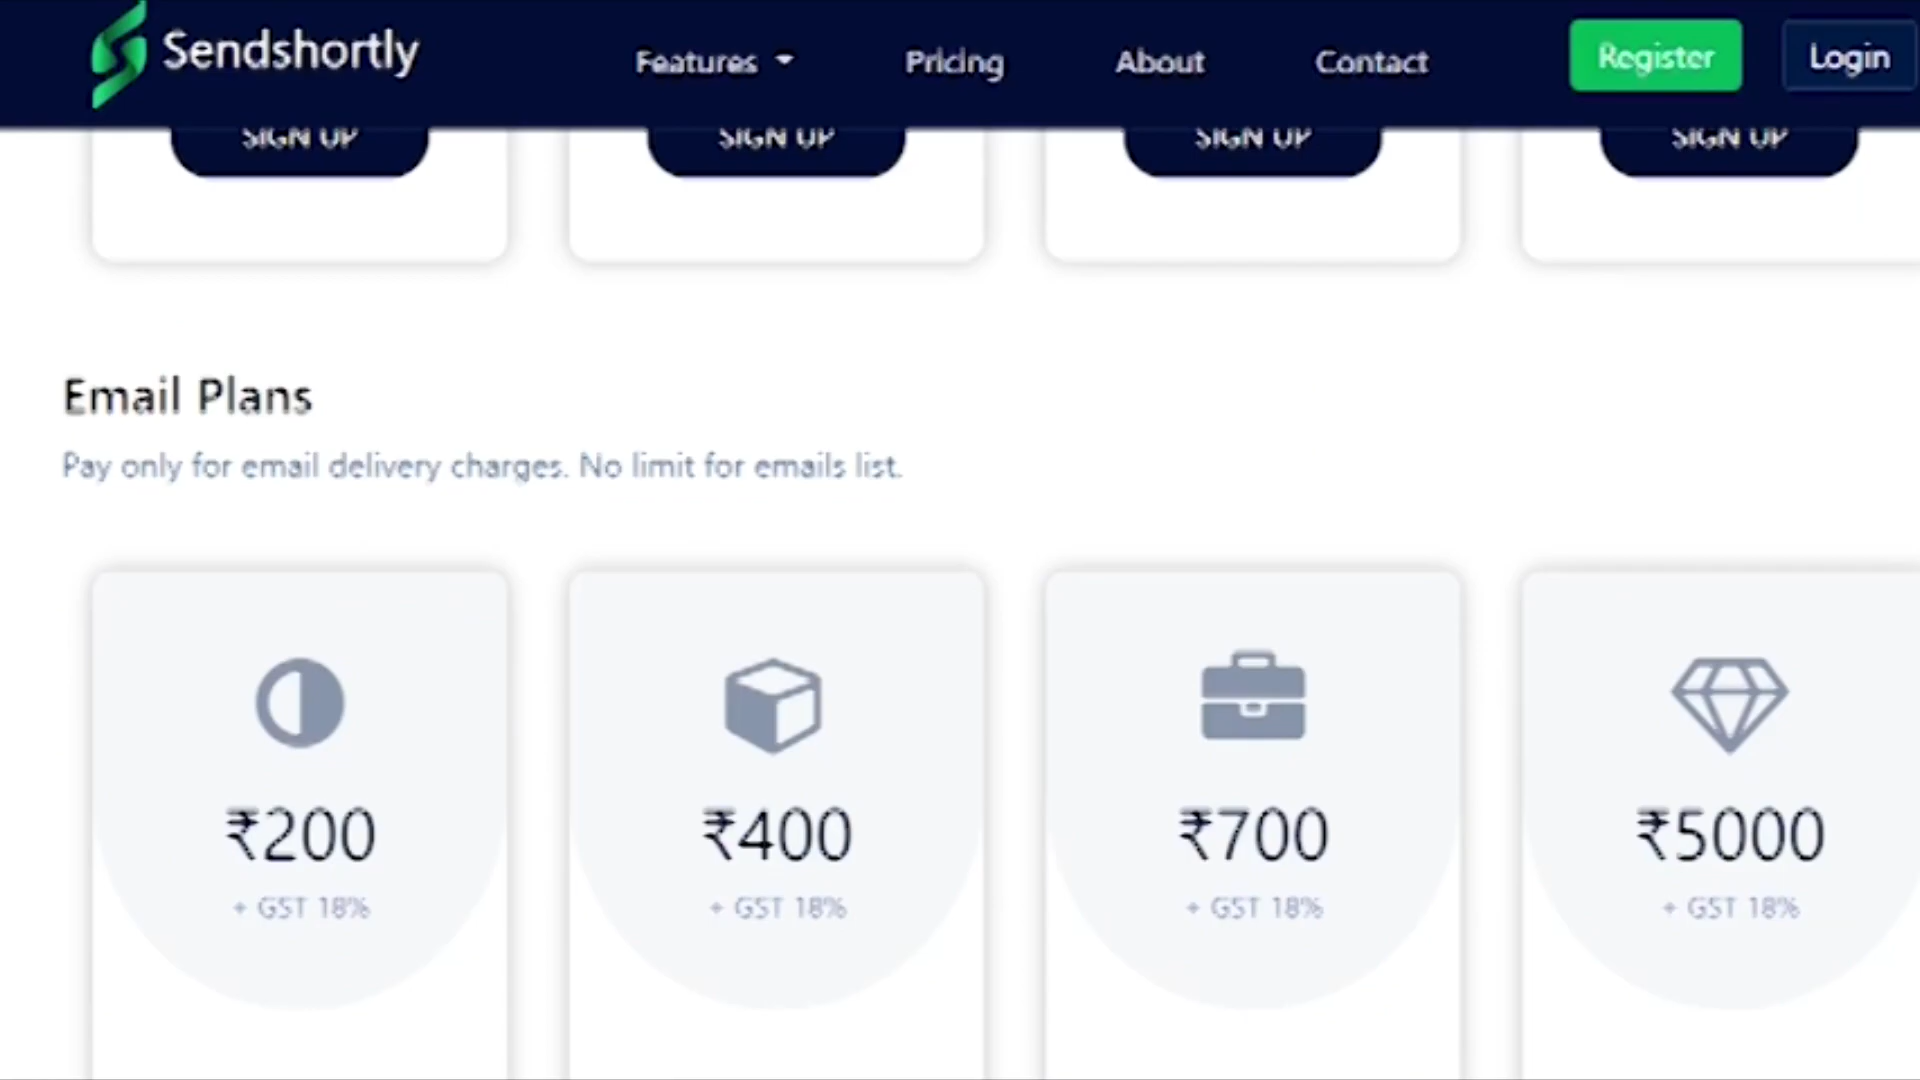 Sendshortly
Features Pricing About Contact Register Login
SIGN UP SIGN UP SIGN UP SIGN UP
Email Plans
Pay only for email delivery charges. No limit for emails list.
₹200 ₹400 ₹700 ₹5000
+ GST 18% + GST 18% + GST 18% + GST 18%